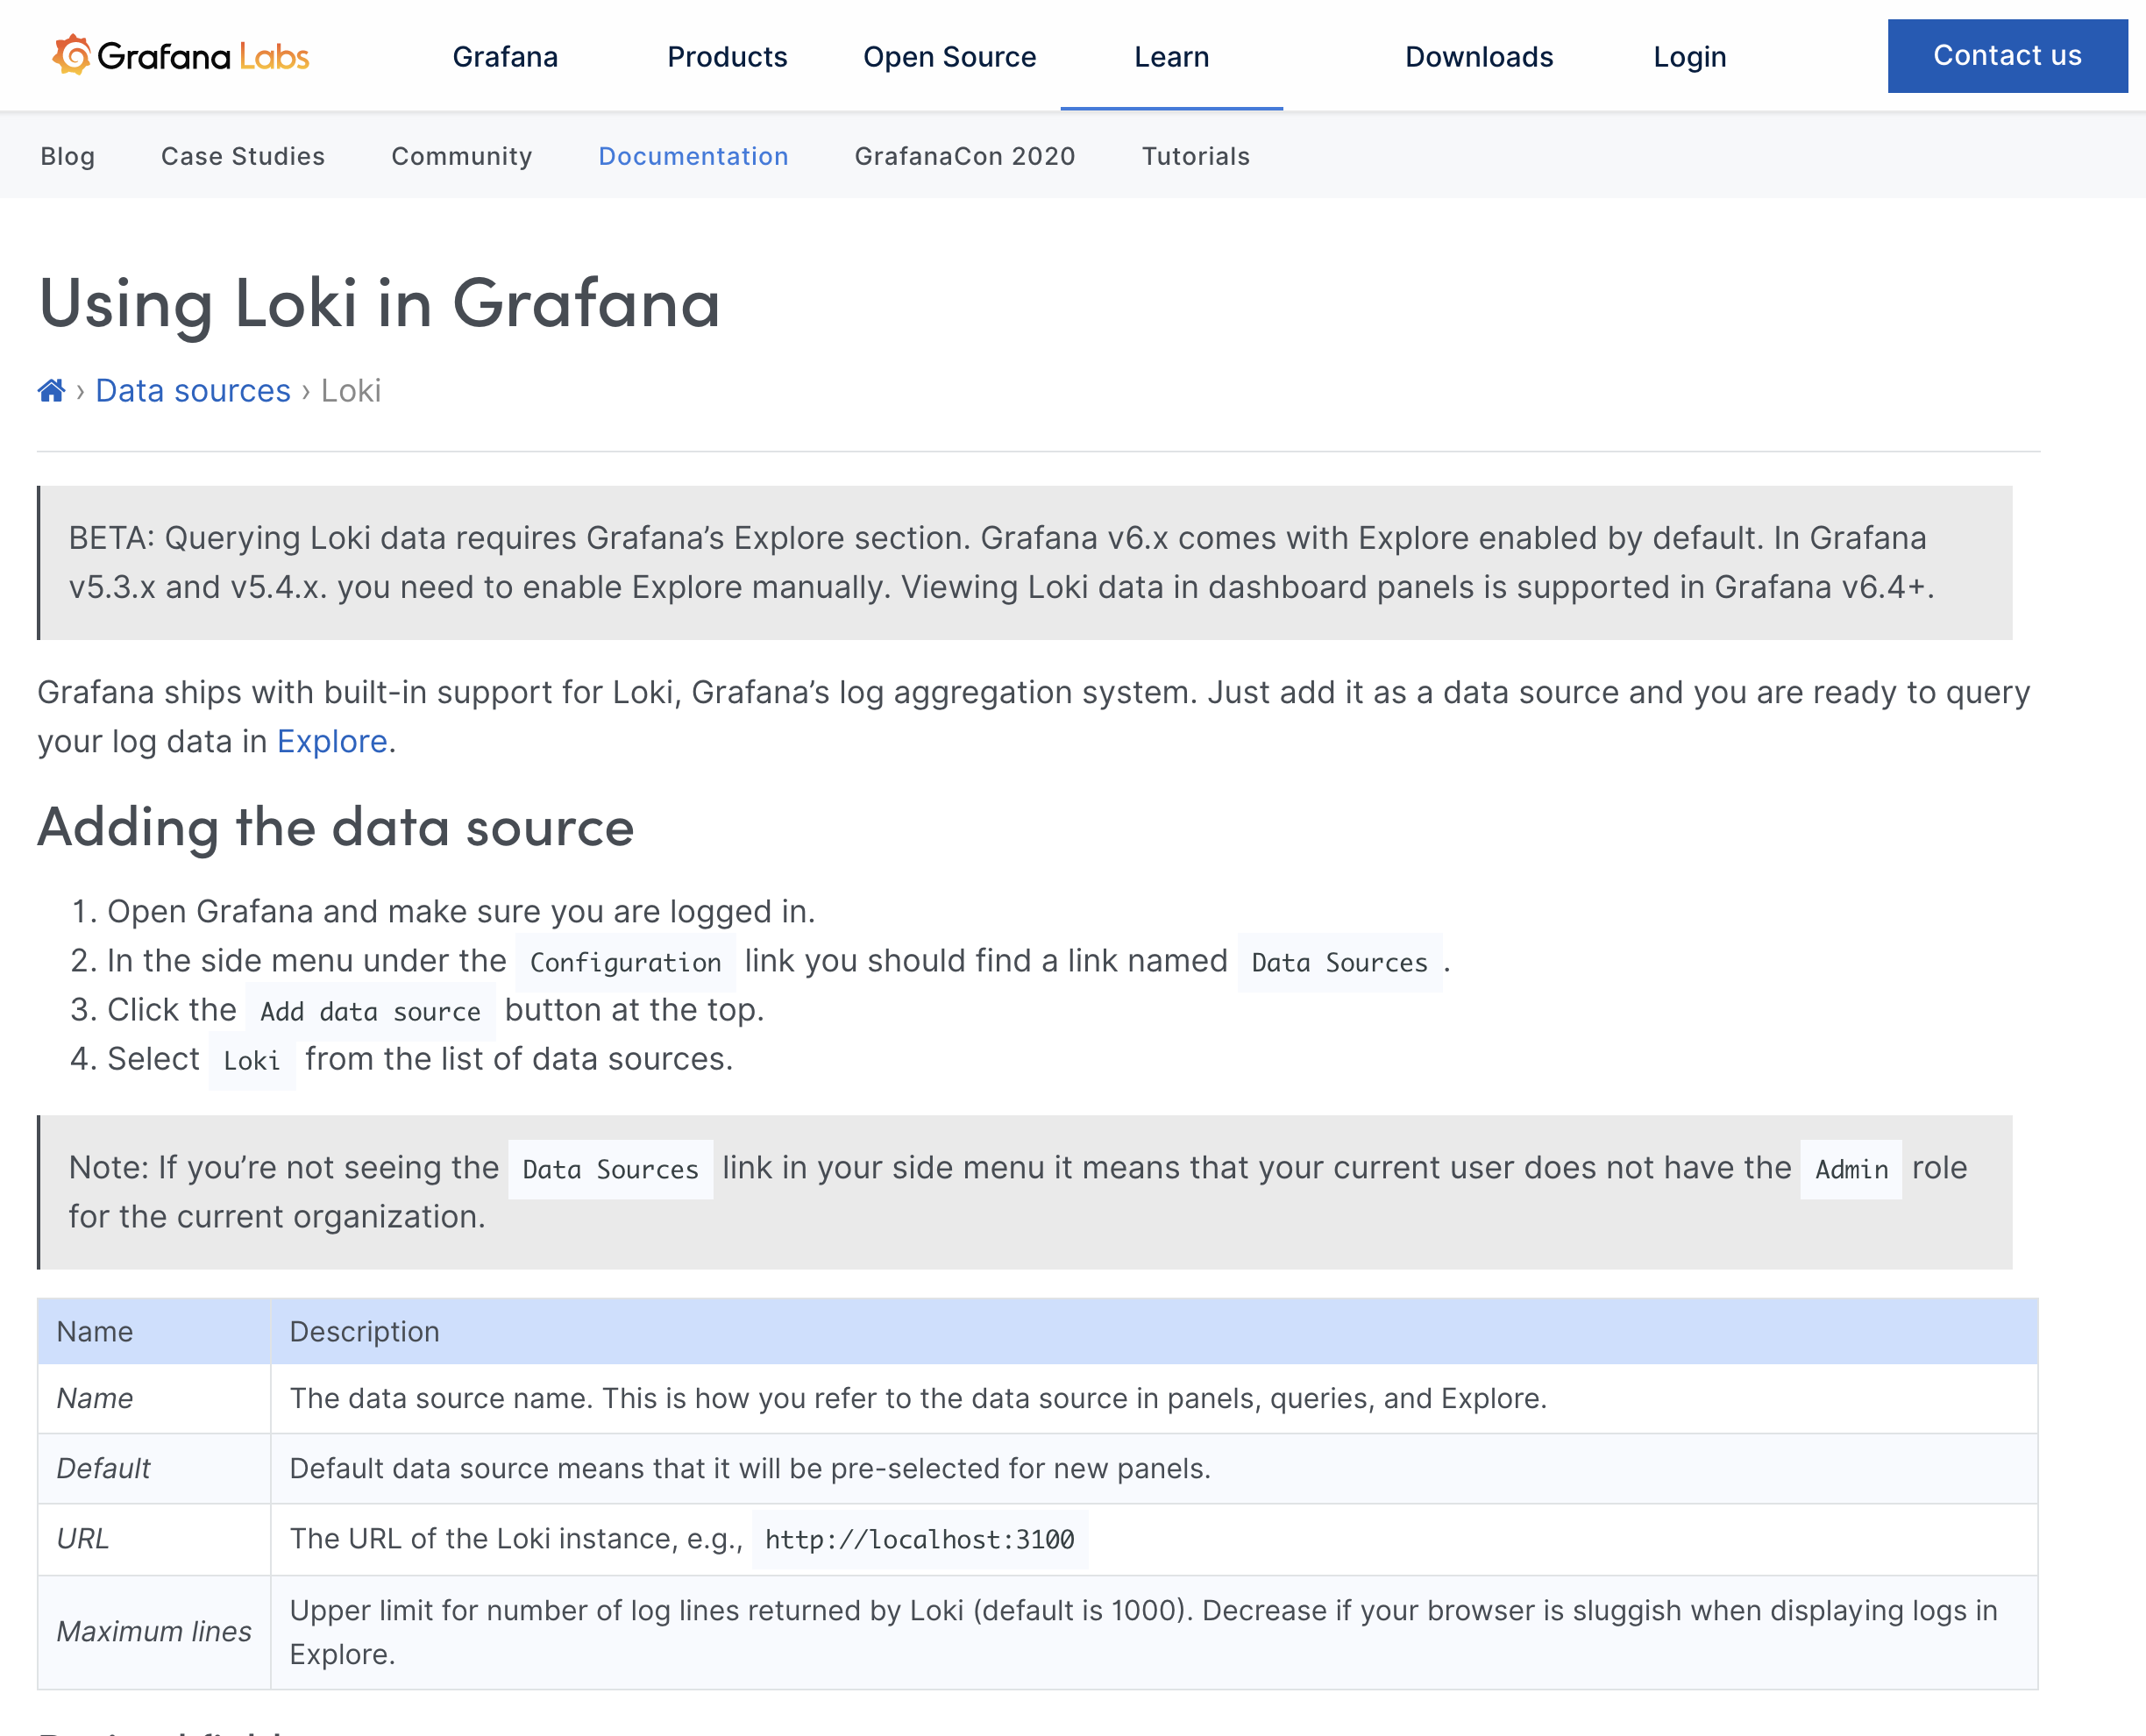 Grafana Labs
Grafana Products Open Source Learn Downloads Login Contact us
Blog Case Studies Community Documentation GrafanaCon 2020 Tutorials
Using Loki in Grafana
› Data sources › Loki
BETA: Querying Loki data requires Grafana’s Explore section. Grafana v6.x comes with Explore enabled by default. In Grafana
v5.3.x and v5.4.x. you need to enable Explore manually. Viewing Loki data in dashboard panels is supported in Grafana v6.4+.
Grafana ships with built-in support for Loki, Grafana’s log aggregation system. Just add it as a data source and you are ready to query
your log data in Explore.
Adding the data source
1. Open Grafana and make sure you are logged in.
2. In the side menu under the Configuration link you should find a link named Data Sources .
3. Click the Add data source button at the top.
4. Select Loki from the list of data sources.
Note: If you’re not seeing the Data Sources link in your side menu it means that your current user does not have the Admin role
for the current organization.
Name Description
Name The data source name. This is how you refer to the data source in panels, queries, and Explore.
Default Default data source means that it will be pre-selected for new panels.
URL The URL of the Loki instance, e.g., http://localhost:3100
Maximum lines Upper limit for number of log lines returned by Loki (default is 1000). Decrease if your browser is sluggish when displaying logs in
Explore.